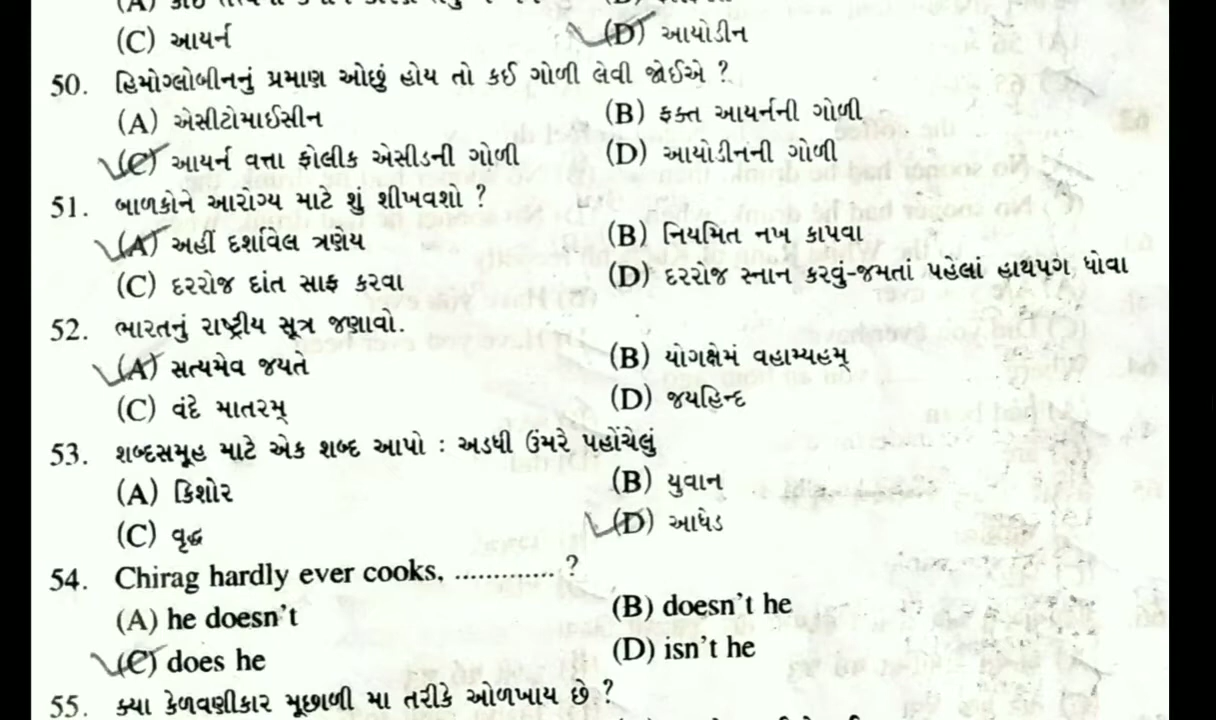 (C) આયર્ન (D) આયોડીન
50. હિમોગ્લોબીનનું પ્રમાણ ઓછું હોય તો કઈ ગોળી લેવી જોઈએ ?
(A) એસીટોમાઈસીન (B) ફક્ત આયર્નની ગોળી
(C) આયર્ન વત્તા ફોલીક એસીડની ગોળી (D) આયોડીનની ગોળી
51. બાળકોને આરોગ્ય માટે શું શીખવશો ?
(A) અહીં દર્શાવેલ ત્રણેય (B) નિયમિત નખ કાપવા
(C) દરરોજ દાંત સાફ કરવા (D) દરરોજ સ્નાન કરવું-જમતાં પહેલાં હાથપગ ધોવા
52. ભારતનું રાષ્ટ્રીય સૂત્ર જણાવો.
(A) સત્યમેવ જયતે (B) યોગક્ષેમં વહામ્યહમ્
(C) વંદે માતરમ્ (D) જયહિન્દ
53. શબ્દસમૂહ માટે એક શબ્દ આપો : અડધી ઉંમરે પહોંચેલું
(A) કિશોર (B) યુવાન
(C) વૃદ્ધ (D) આધેડ
54. Chirag hardly ever cooks, ............. ?
(A) he doesn't (B) doesn't he
(C) does he (D) isn't he
55. ક્યા કેળવણીકાર મૂછાળી મા તરીકે ઓળખાય છે ?